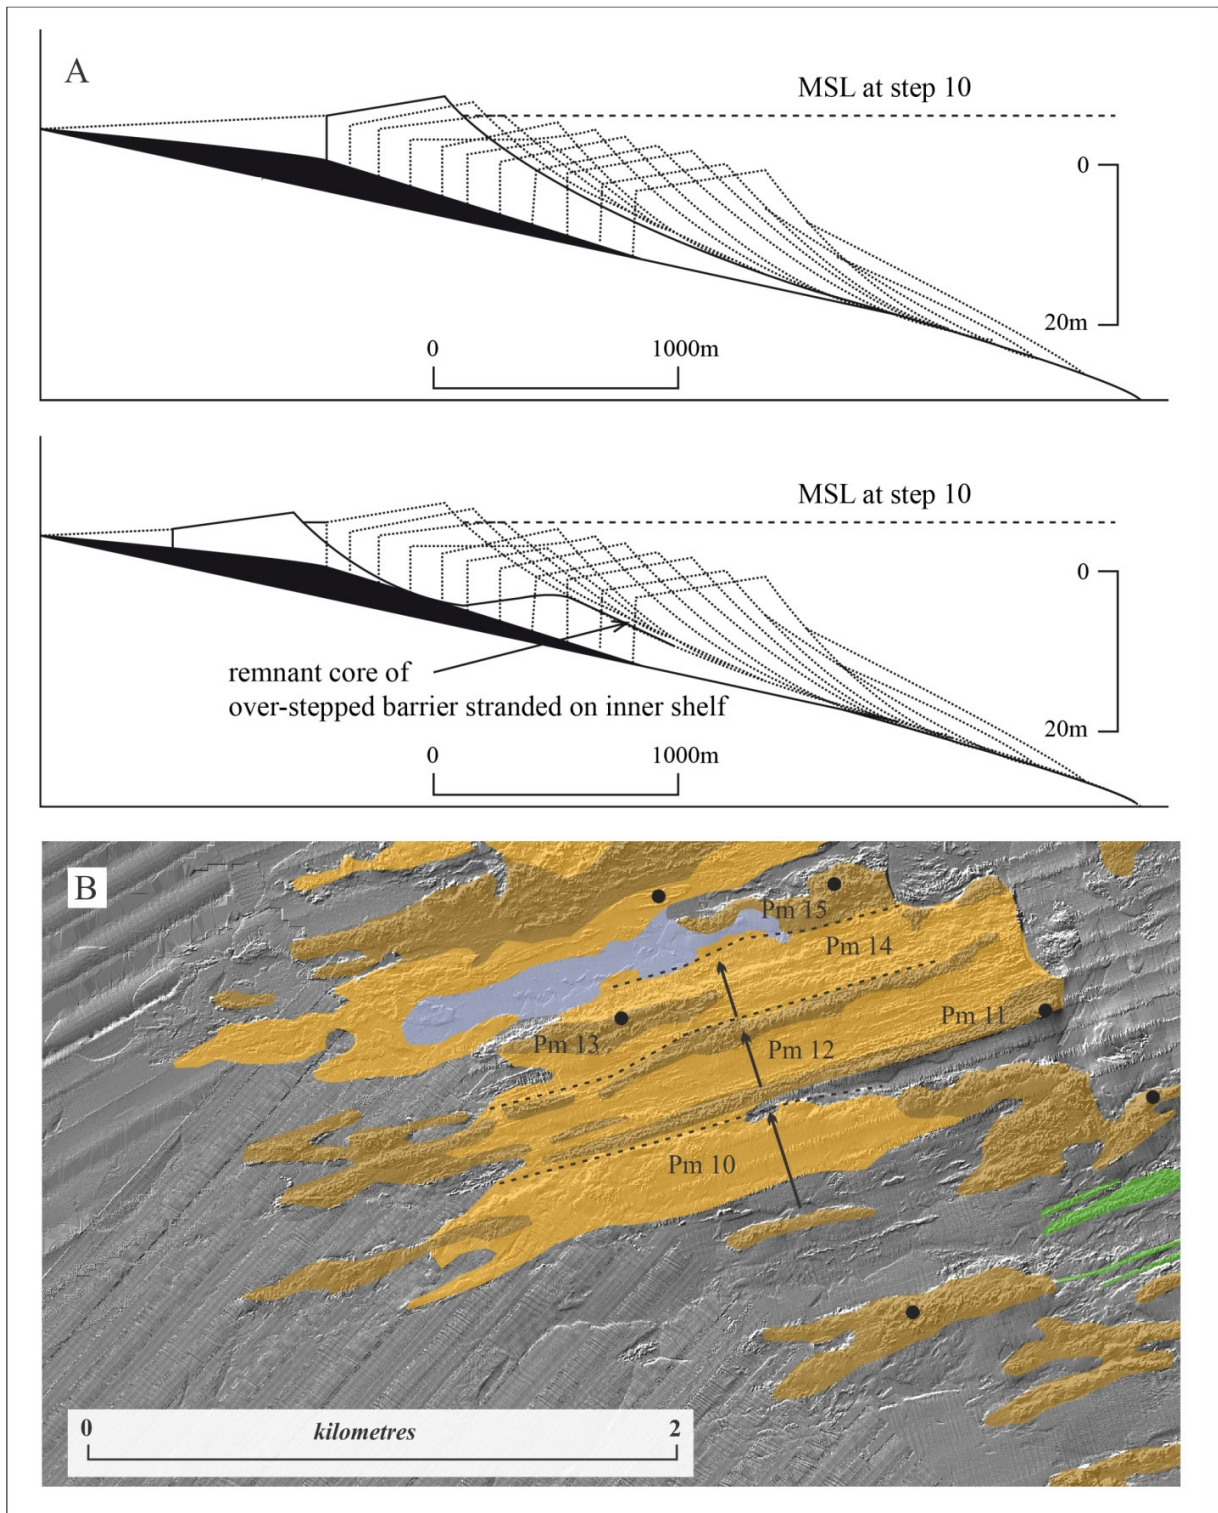 A
MSL at step 10
0
20m
0 1000m
MSL at step 10
0
remnant core of
over-stepped barrier stranded on inner shelf
20m
0 1000m
B
Pm 15
Pm 14
Pm 11
Pm 13
Pm 12
Pm 10
0 kilometres 2